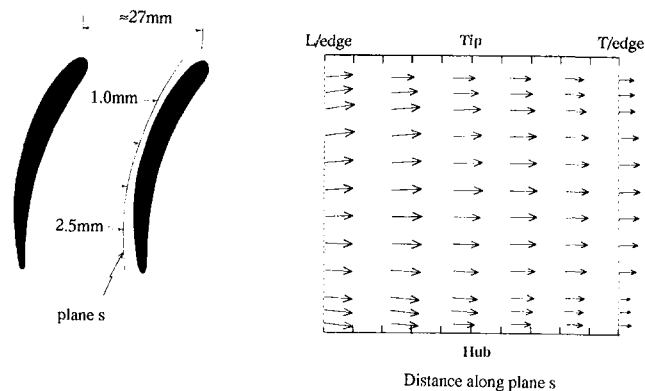 ≈27mm
1.0mm
2.5mm
plane s
L/edge Tip T/edge
Hub
Distance along plane s